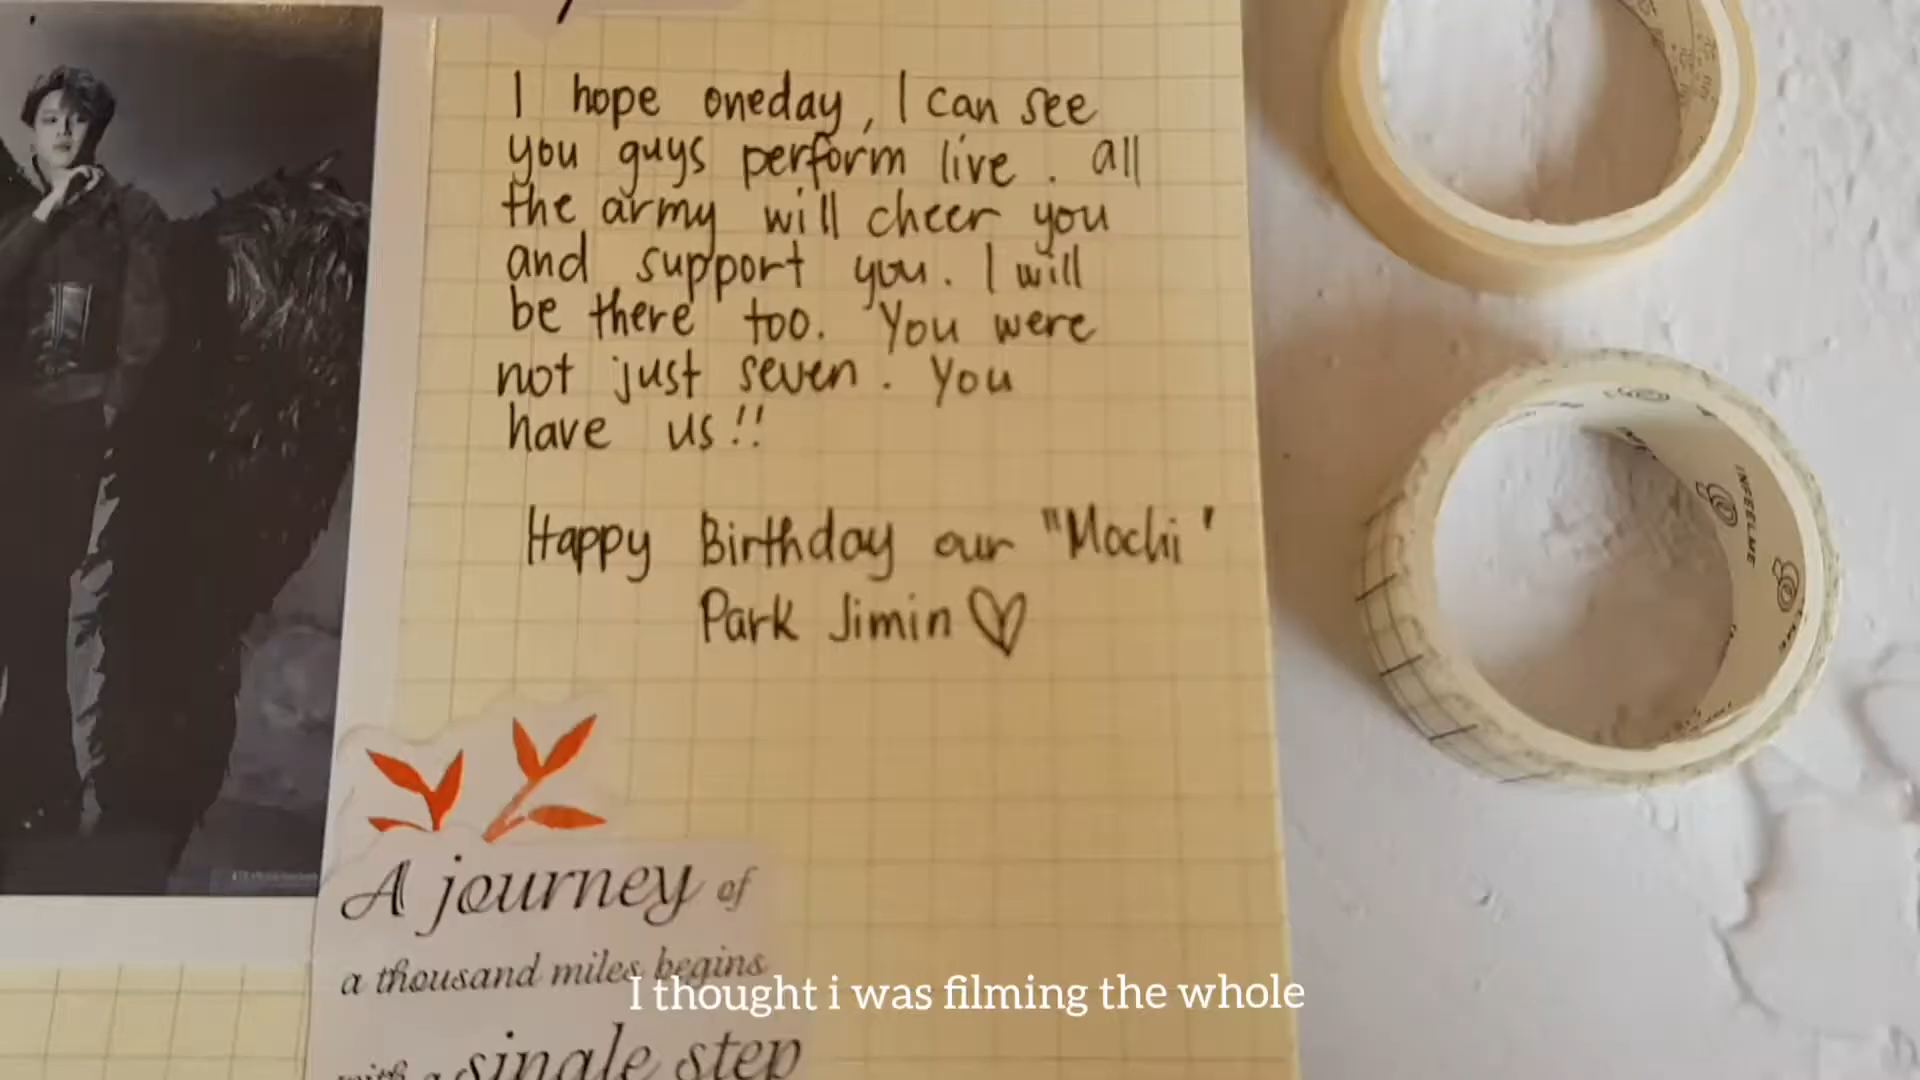 I hope oneday, I can see
you guys perform live. all
the army will cheer you
and support you. I will
be there too. You were
not just seven. You
have us!!
Happy Birthday our "Mochi"
Park Jimin
A journey of
a thousand miles begins
with a single step
I thought i was filming the whole
INFEELME